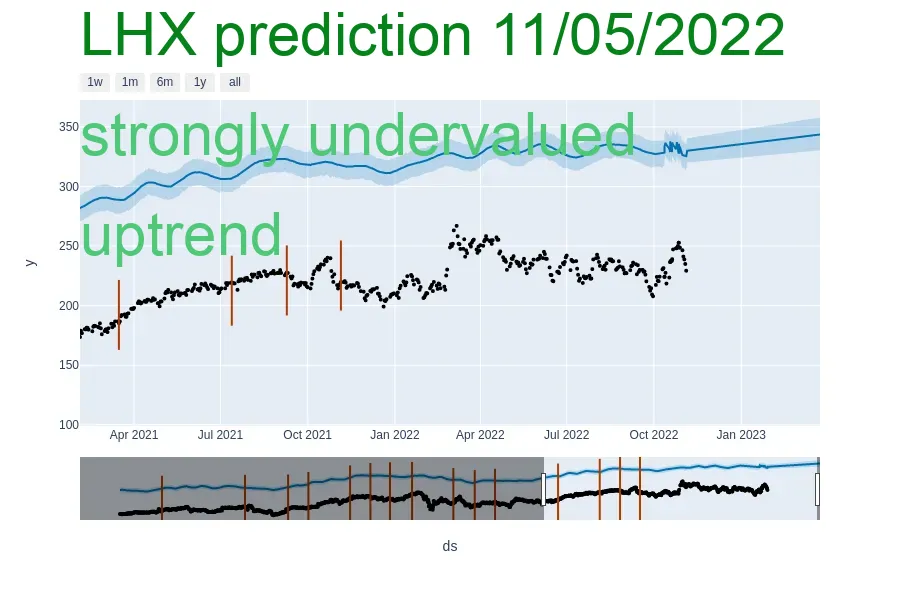 LHX prediction 11/05/2022
1w 1m 6m 1y all
strongly undervalued
uptrend
350
300
250
200
150
100
y
Apr 2021 Jul 2021 Oct 2021 Jan 2022 Apr 2022 Jul 2022 Oct 2022 Jan 2023
ds